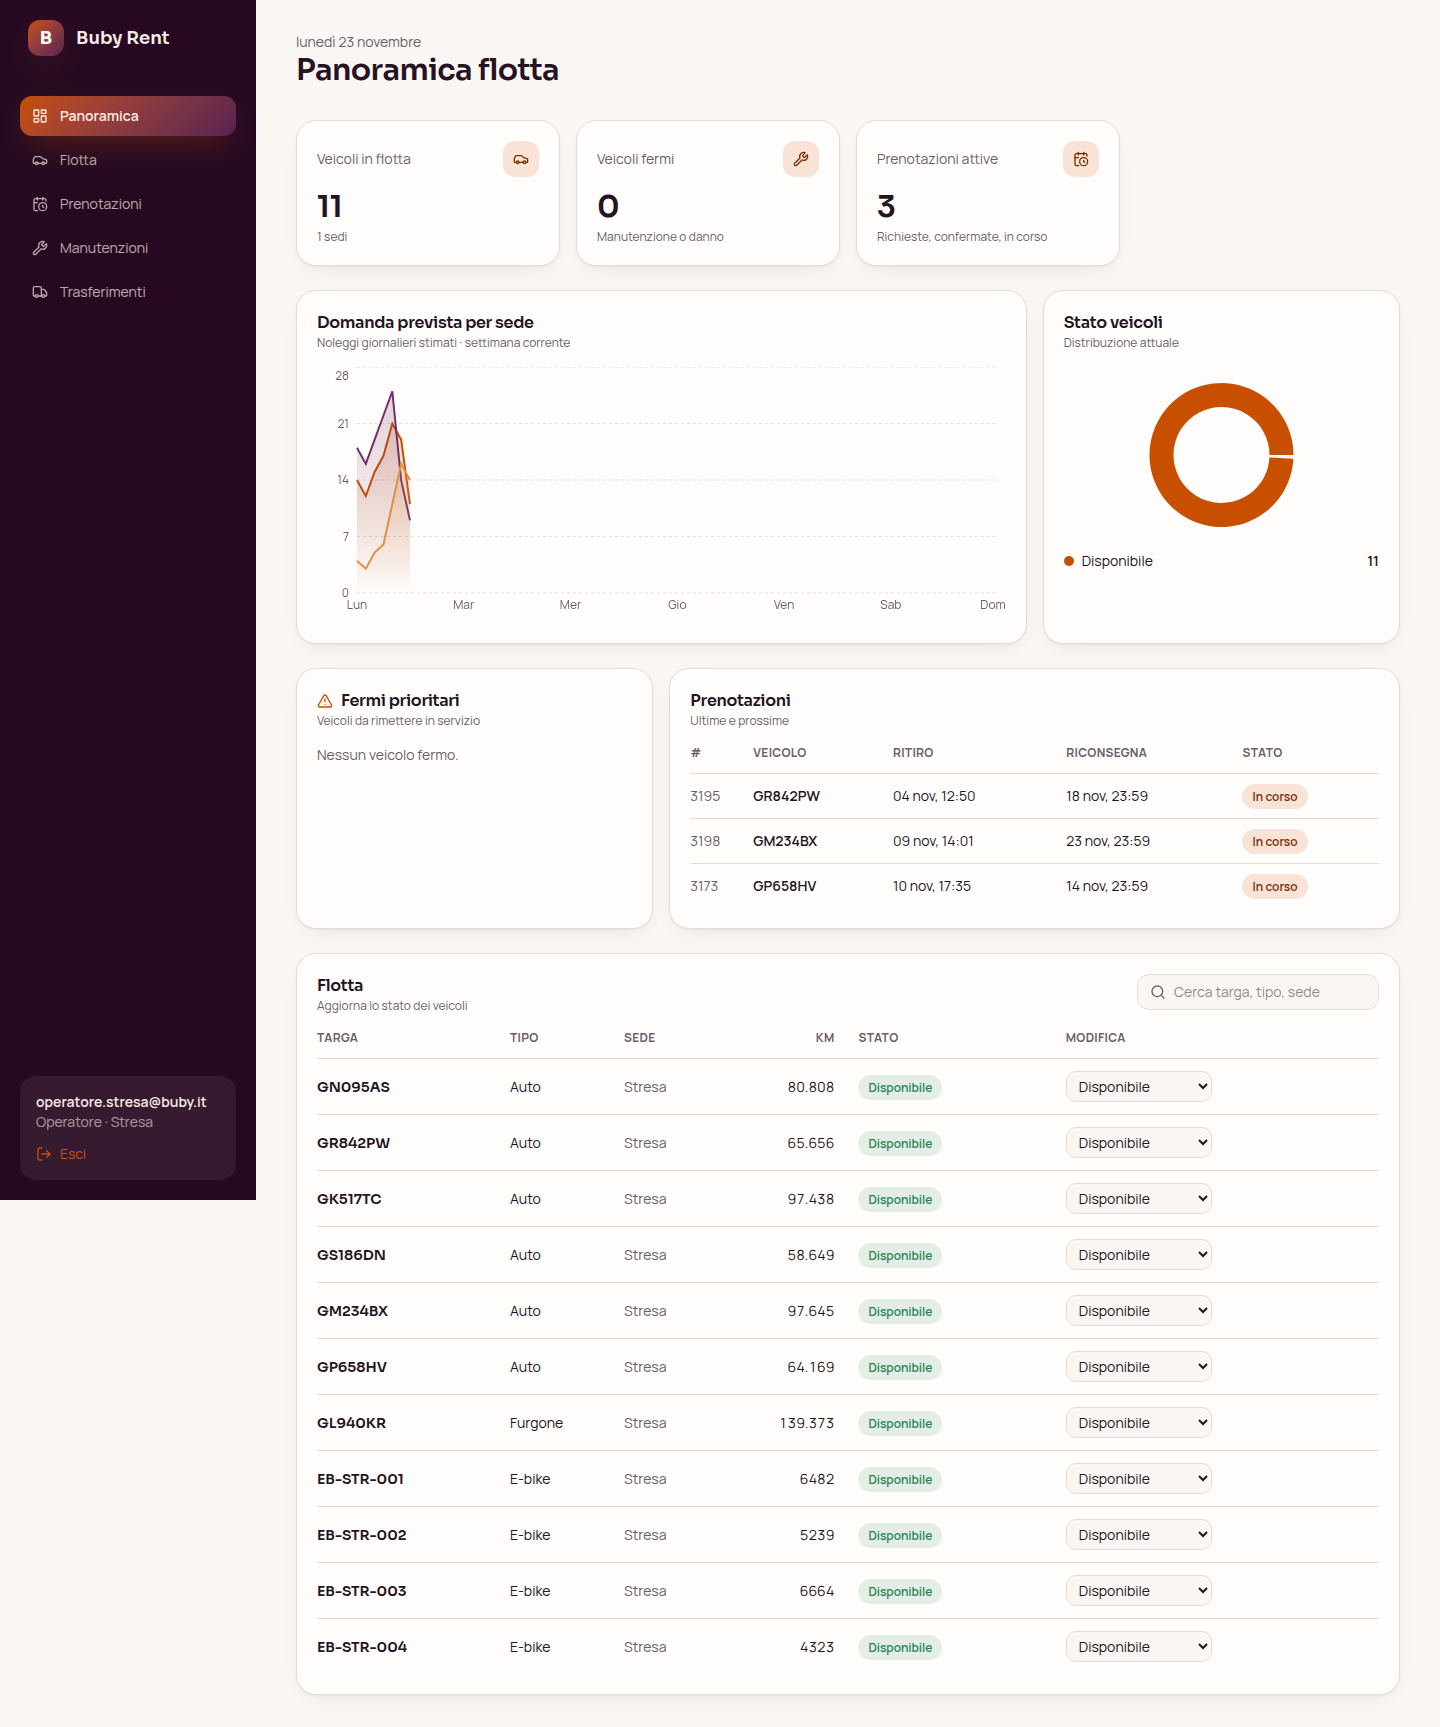 B Buby Rent
Panoramica
Flotta
Prenotazioni
Manutenzioni
Trasferimenti
operatore.stresa@buby.it
Operatore · Stresa
Esci
lunedì 23 novembre
Panoramica flotta
Veicoli in flotta
11
1 sedi
Veicoli fermi
0
Manutenzione o danno
Prenotazioni attive
3
Richieste, confermate, in corso
Domanda prevista per sede
Noleggi giornalieri stimati · settimana corrente
28
21
14
7
0
Lun Mar Mer Gio Ven Sab Dom
Stato veicoli
Distribuzione attuale
Disponibile 11
Fermi prioritari
Veicoli da rimettere in servizio
Nessun veicolo fermo.
Prenotazioni
Ultime e prossime
# VEICOLO RITIRO RICONSEGNA STATO
3195 GR842PW 04 nov, 12:50 18 nov, 23:59 In corso
3198 GM234BX 09 nov, 14:01 23 nov, 23:59 In corso
3173 GP658HV 10 nov, 17:35 14 nov, 23:59 In corso
Flotta
Aggiorna lo stato dei veicoli
Cerca targa, tipo, sede
TARGA TIPO SEDE KM STATO MODIFICA
GN095AS Auto Stresa 80.808 Disponibile Disponibile
GR842PW Auto Stresa 65.656 Disponibile Disponibile
GK517TC Auto Stresa 97.438 Disponibile Disponibile
GS186DN Auto Stresa 58.649 Disponibile Disponibile
GM234BX Auto Stresa 97.645 Disponibile Disponibile
GP658HV Auto Stresa 64.169 Disponibile Disponibile
GL940KR Furgone Stresa 139.373 Disponibile Disponibile
EB-STR-001 E-bike Stresa 6482 Disponibile Disponibile
EB-STR-002 E-bike Stresa 5239 Disponibile Disponibile
EB-STR-003 E-bike Stresa 6664 Disponibile Disponibile
EB-STR-004 E-bike Stresa 4323 Disponibile Disponibile